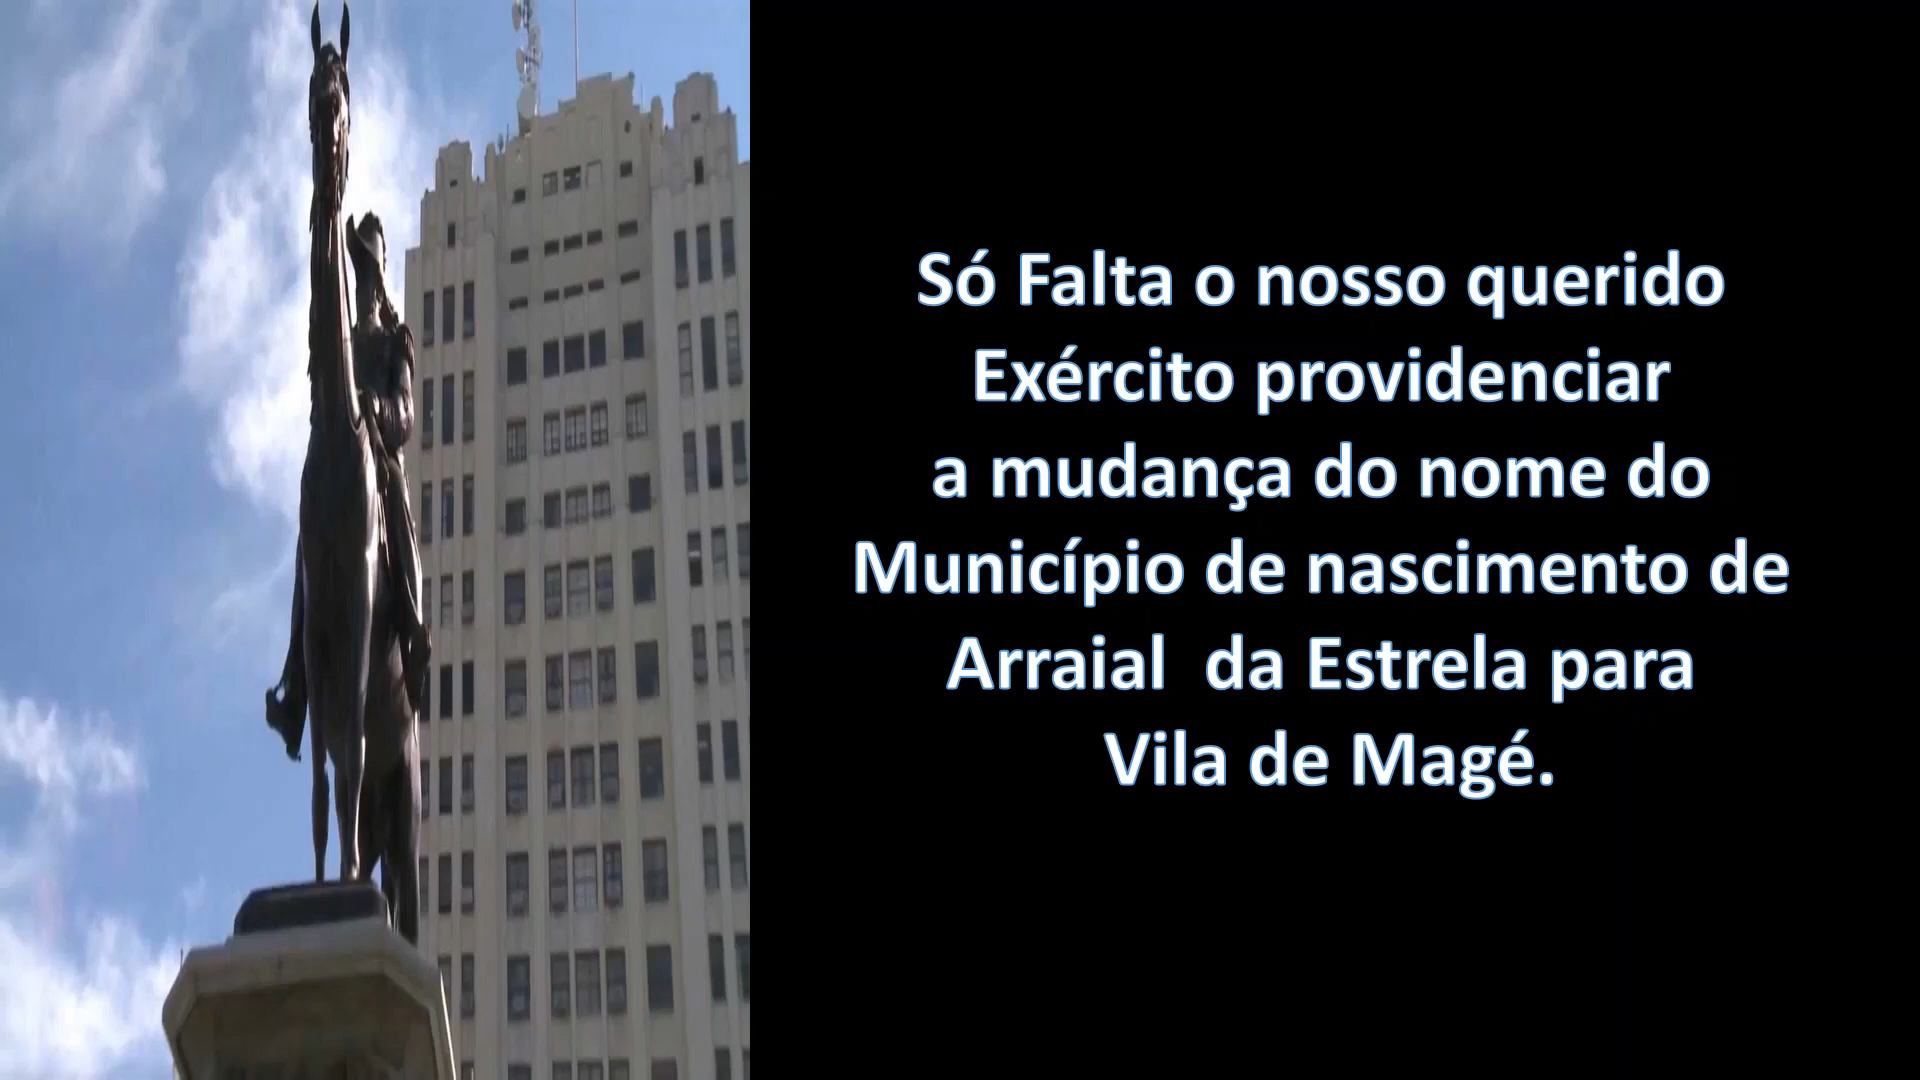 Só Falta o nosso querido
Exército providenciar
a mudança do nome do
Município de nascimento de
Arraial  da Estrela para
Vila de Magé.